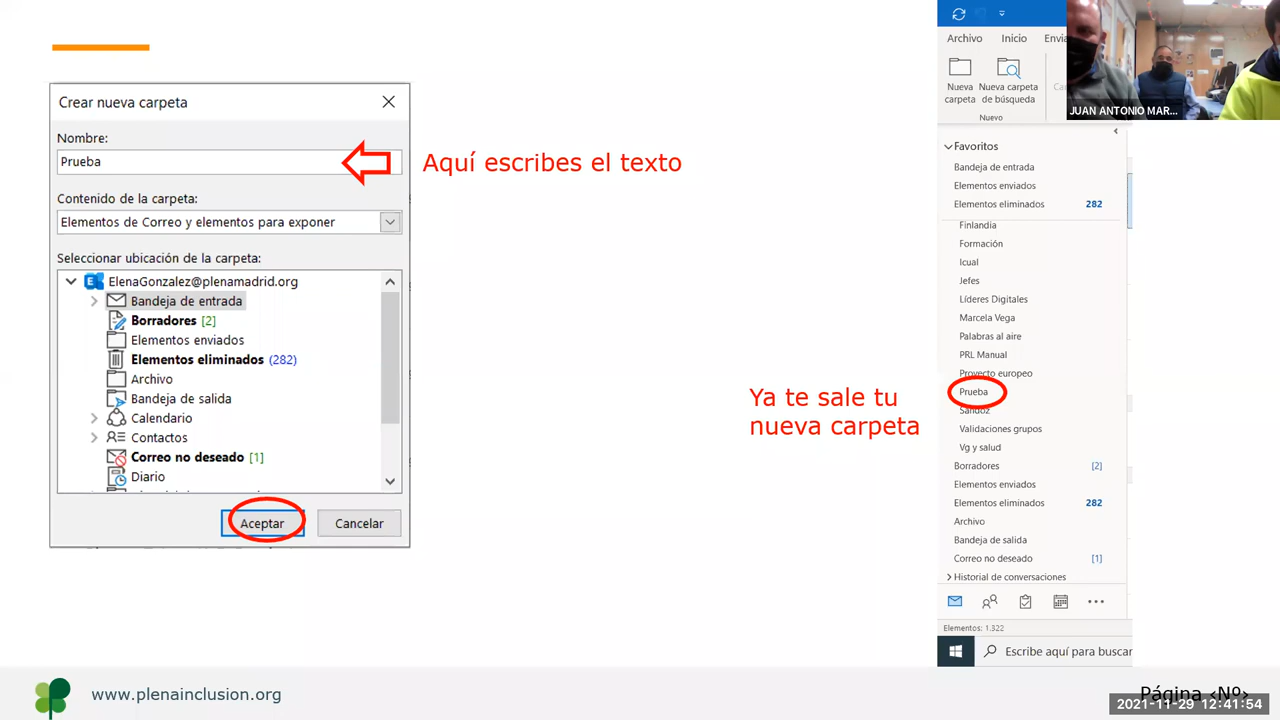 Crear nueva carpeta
Nombre:
Prueba
Aquí escribes el texto
Contenido de la carpeta:
Elementos de Correo y elementos para exponer
Seleccionar ubicación de la carpeta:
ElenaGonzalez@plenamadrid.org
Bandeja de entrada
Borradores [2]
Elementos enviados
Elementos eliminados (282)
Archivo
Bandeja de salida
Calendario
Contactos
Correo no deseado [1]
Diario
Aceptar
Cancelar
Ya te sale tu
nueva carpeta
Archivo Inicio
Nueva
carpeta
Nueva carpeta
de búsqueda
Nuevo
JUAN ANTONIO MAR...
Favoritos
Bandeja de entrada
Elementos enviados
Elementos eliminados 282
Finlandia
Formación
Icual
Jefes
Líderes Digitales
Marcela Vega
Palabras al aire
PRL Manual
Proyecto europeo
Prueba
Sandoz
Validaciones grupos
Vg y salud
Borradores [2]
Elementos enviados
Elementos eliminados 282
Archivo
Bandeja de salida
Correo no deseado [1]
Historial de conversaciones
Elementos: 1.322
Escribe aquí para buscar
www.plenainclusion.org
Página ‹Nº›
2021-11-29 12:41:54